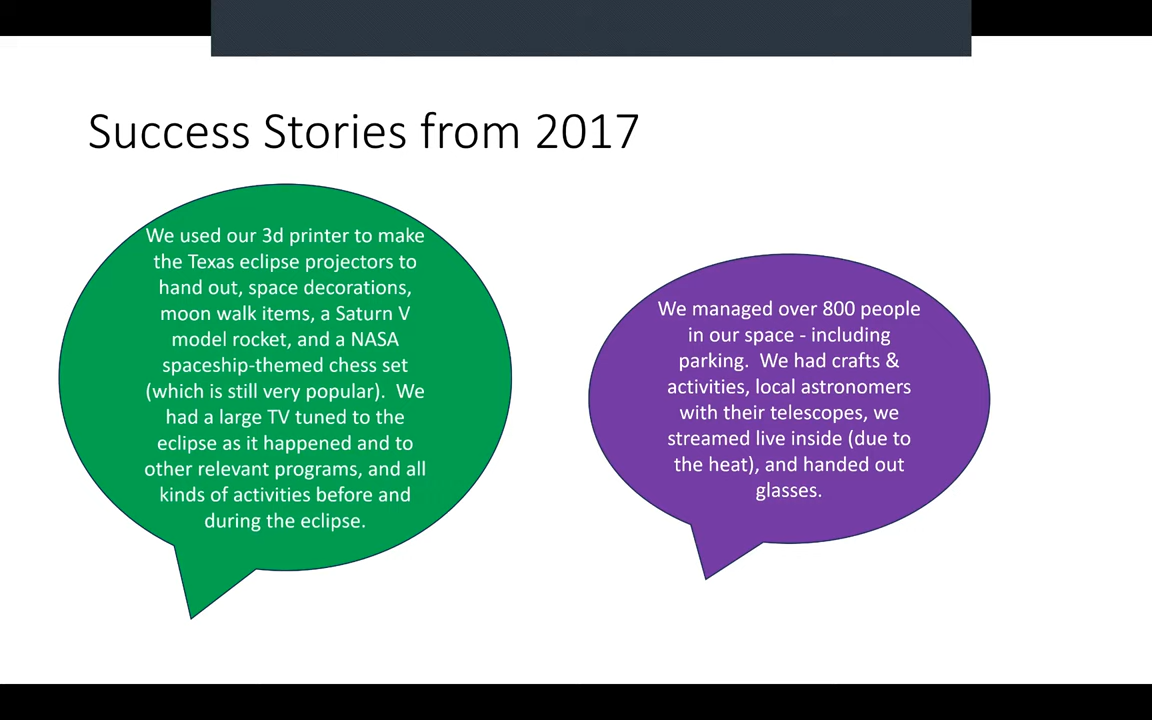 Success Stories from 2017
We used our 3d printer to make
the Texas eclipse projectors to
hand out, space decorations,
moon walk items, a Saturn V
model rocket, and a NASA
spaceship-themed chess set
(which is still very popular).  We
had a large TV tuned to the
eclipse as it happened and to
other relevant programs, and all
kinds of activities before and
during the eclipse.
We managed over 800 people
in our space - including
parking.  We had crafts &
activities, local astronomers
with their telescopes, we
streamed live inside (due to
the heat), and handed out
glasses.